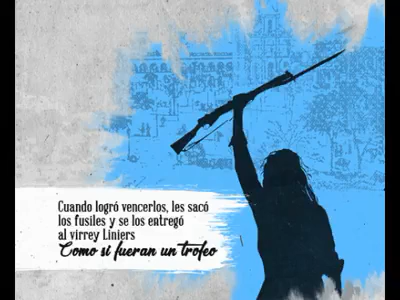 Cuando logró vencerlos, les sacó
los fusiles y se los entregó
al virrey Liniers
Como si fueran un trofeo